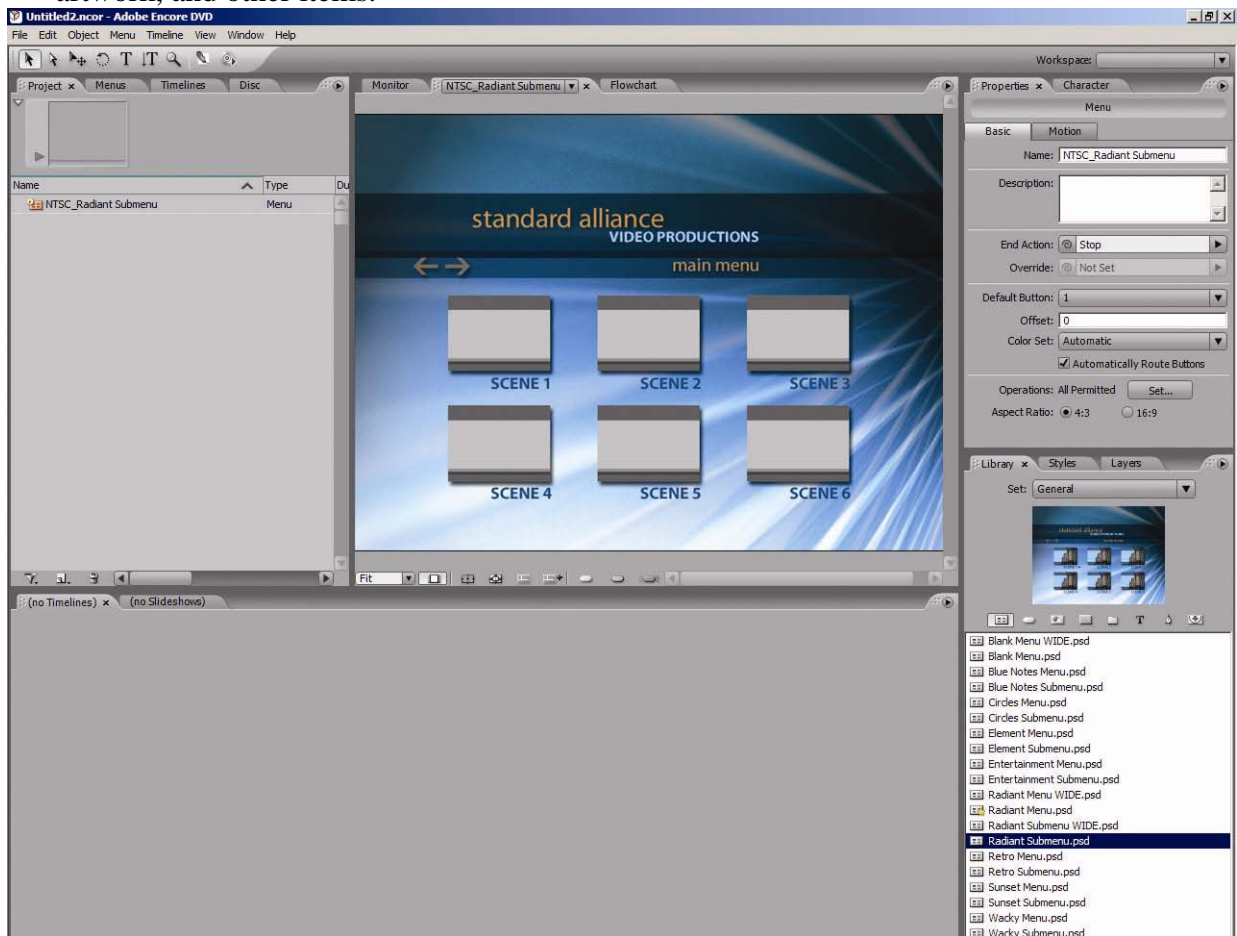 artwork, and other items.
Untitled2.ncor - Adobe Encore DVD
File Edit Object Menu Timeline View Window Help
Workspace:
Project Menus Timelines Disc
Name Type Du
NTSC_Radiant Submenu Menu
Monitor NTSC_Radiant Submenu Flowchart
standard alliance
VIDEO PRODUCTIONS
main menu
SCENE 1 SCENE 2 SCENE 3
SCENE 4 SCENE 5 SCENE 6
Fit
Properties Character
Menu
Basic Motion
Name: NTSC_Radiant Submenu
Description:
End Action: Stop
Override: Not Set
Default Button: 1
Offset: 0
Color Set: Automatic
Automatically Route Buttons
Operations: All Permitted Set...
Aspect Ratio: 4:3 16:9
Library Styles Layers
Set: General
Blank Menu WIDE.psd
Blank Menu.psd
Blue Notes Menu.psd
Blue Notes Submenu.psd
Circles Menu.psd
Circles Submenu.psd
Element Menu.psd
Element Submenu.psd
Entertainment Menu.psd
Entertainment Submenu.psd
Radiant Menu WIDE.psd
Radiant Menu.psd
Radiant Submenu WIDE.psd
Radiant Submenu.psd
Retro Menu.psd
Retro Submenu.psd
Sunset Menu.psd
Sunset Submenu.psd
Wacky Menu.psd
Wacky Submenu.psd
(no Timelines) (no Slideshows)